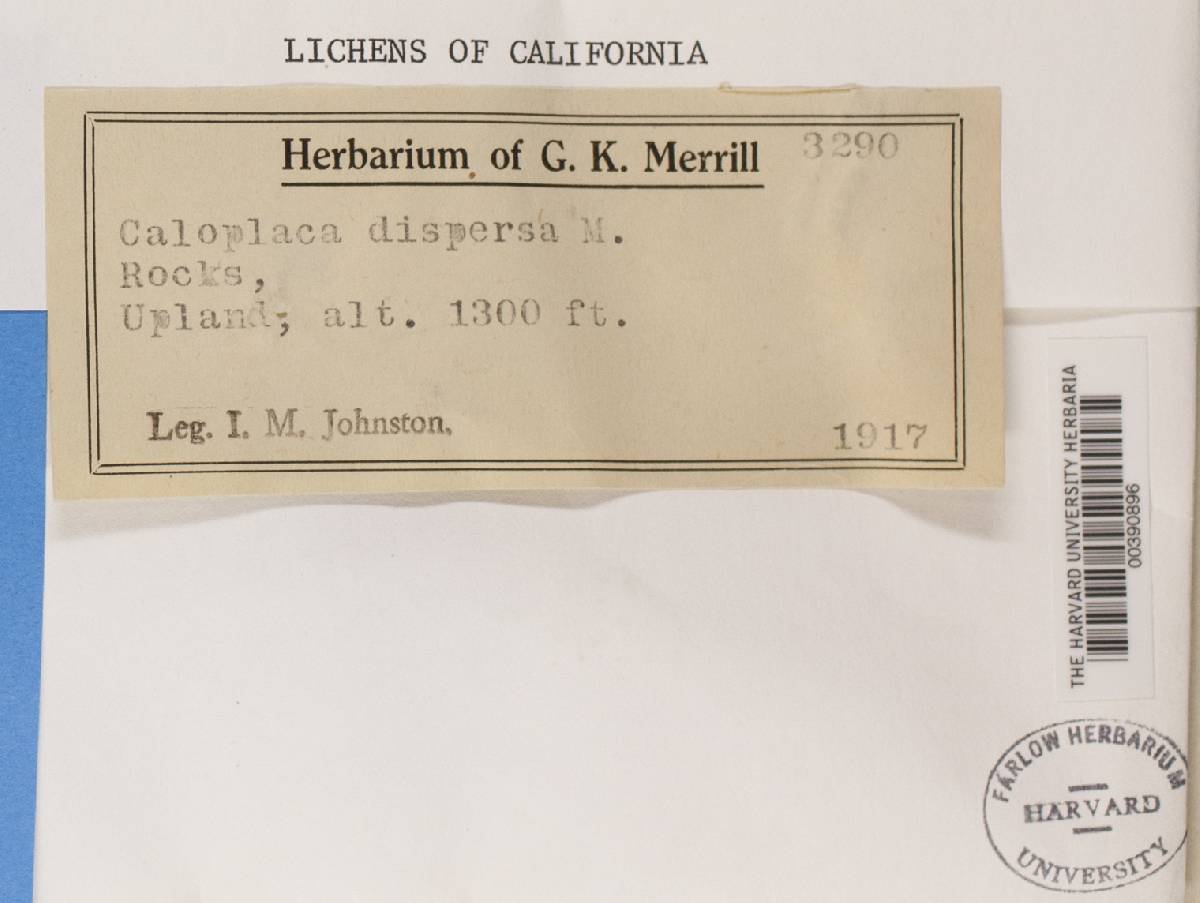 LICHENS OF CALIFORNIA
Herbarium of G. K. Merrill 3290
Caloplaca dispersa M.
Rocks,
Upland; alt. 1300 ft.
Leg. I. M. Johnston.
1917
THE HARVARD UNIVERSITY HERBARIA
00390896
FARLOW HERBARIUM
HARVARD
UNIVERSITY